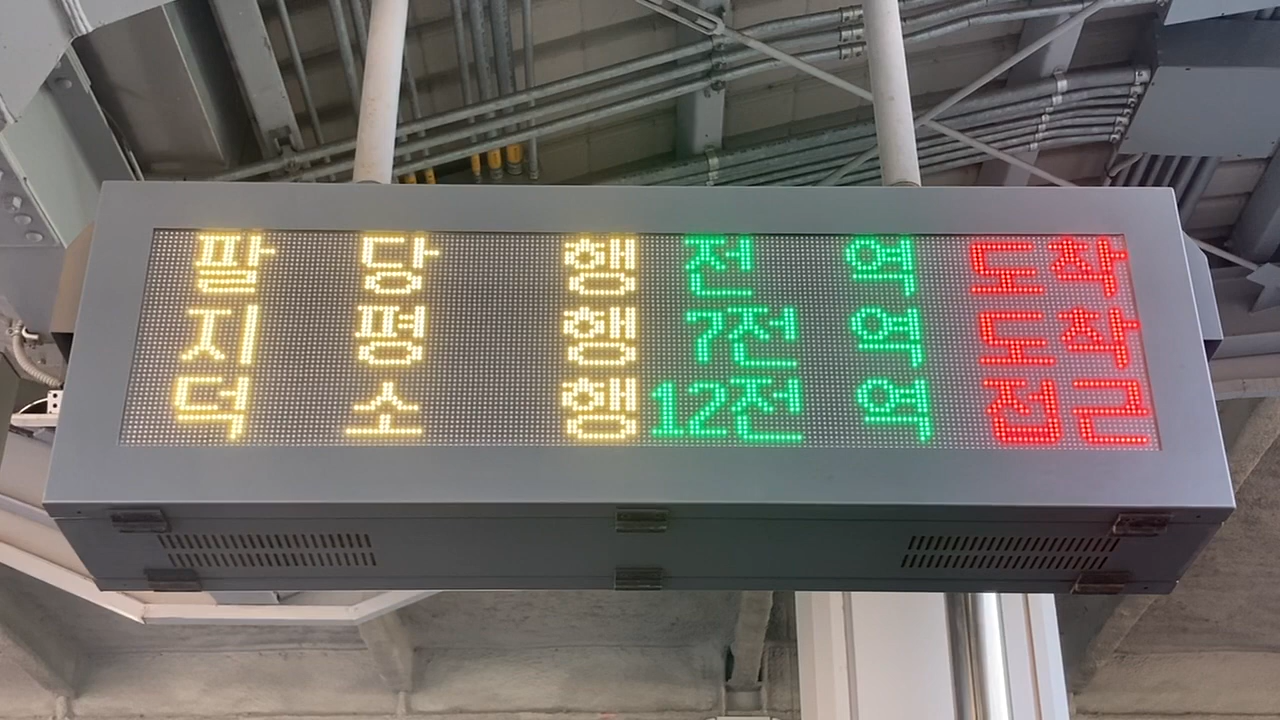 팔 당 행 전 역 도착
지 평 행 7전 역 도착
덕 소 행 12전 역 접근